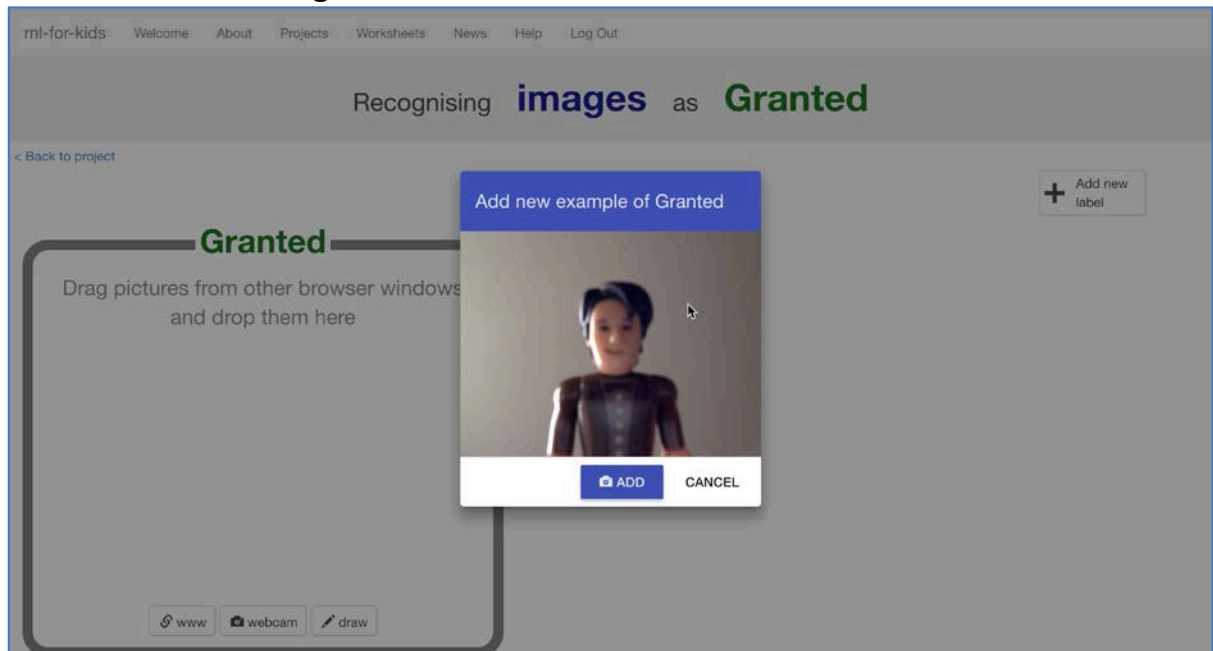 ml-for-kids Welcome About Projects Worksheets News Help Log Out
Recognising images as Granted
< Back to project
Add new
label
Add new example of Granted
Granted
Drag pictures from other browser windows
and drop them here
ADD CANCEL
www webcam draw